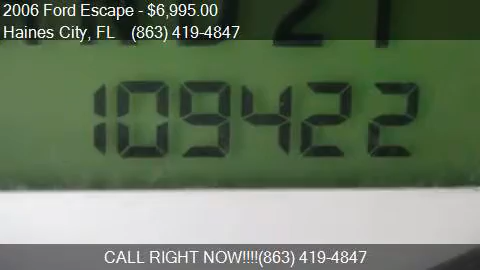 2006 Ford Escape - $6,995.00
Haines City, FL (863) 419-4847
109422
CALL RIGHT NOW!!!!(863) 419-4847